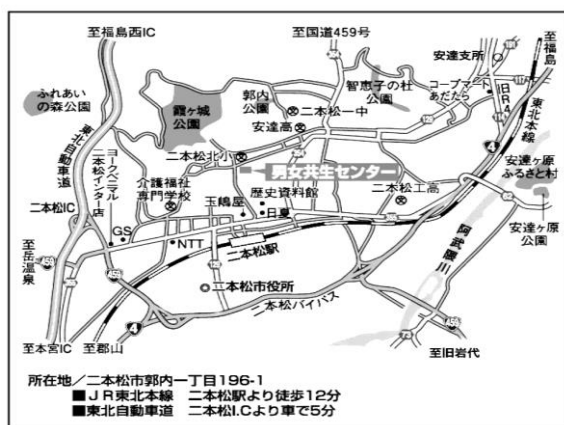 至福島西IC
至国道459号
安達支所
至福島
ふれあい
の森公園
郭内
公園
智恵子の杜
公園
コープマート
あだたら
旧RA
霞ヶ城
公園
二本松一中
安達高
東北本線
4
東北自動車道
二本松北小
男女共生センター
安達ヶ原
ふるさと村
ヨークベニマル
二本松インター店
介護福祉
専門学校
歴史資料館
二本松工高
玉嶋屋
日夏
安達ヶ原
公園
二本松IC
GS
NTT
二本松駅
阿武隈川
至岳温泉
459
459
二本松市役所
二本松バイパス
4
459
至本宮IC
至郡山
至旧岩代
所在地／二本松市郭内一丁目196-1
■JR東北本線 二本松駅より徒歩12分
■東北自動車道 二本松I.Cより車で5分